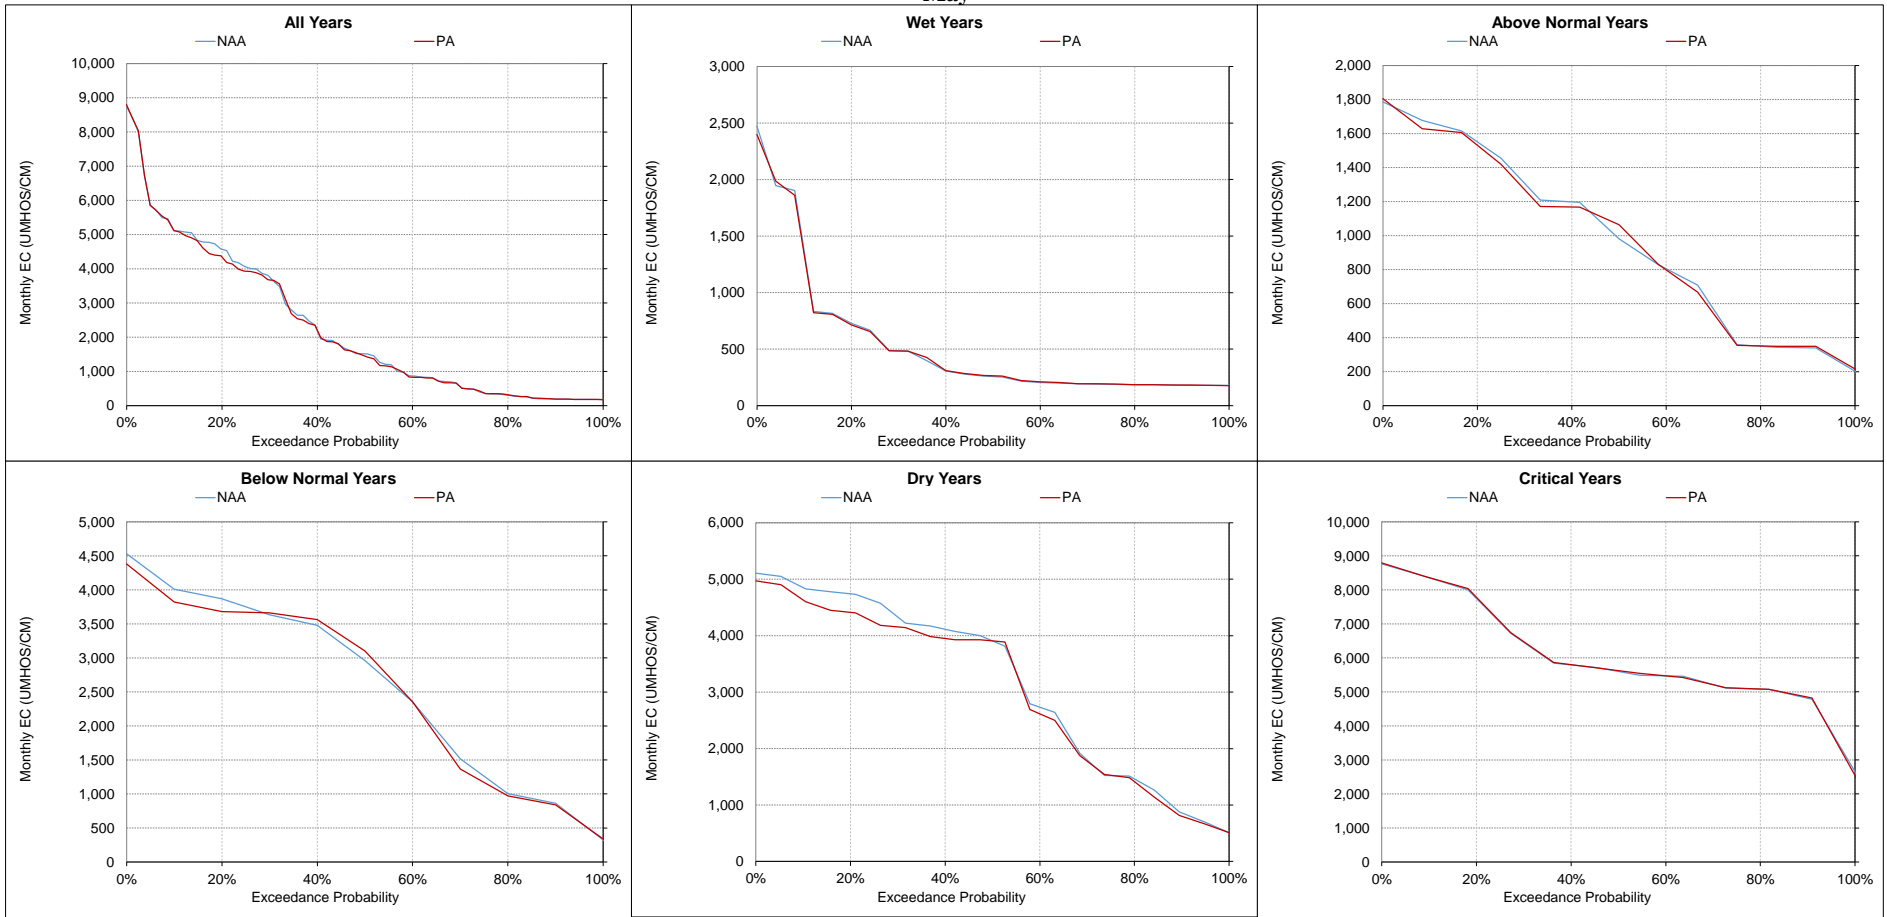 May
All Years
NAA PA
10,000
9,000
8,000
7,000
6,000
5,000
4,000
3,000
2,000
1,000
0
Monthly EC (UMHOS/CM)
0% 20% 40% 60% 80% 100%
Exceedance Probability
Wet Years
NAA PA
3,000
2,500
2,000
1,500
1,000
500
0
Monthly EC (UMHOS/CM)
0% 20% 40% 60% 80% 100%
Exceedance Probability
Above Normal Years
NAA PA
2,000
1,800
1,600
1,400
1,200
1,000
800
600
400
200
0
Monthly EC (UMHOS/CM)
0% 20% 40% 60% 80% 100%
Exceedance Probability
Below Normal Years
NAA PA
5,000
4,500
4,000
3,500
3,000
2,500
2,000
1,500
1,000
500
0
Monthly EC (UMHOS/CM)
0% 20% 40% 60% 80% 100%
Exceedance Probability
Dry Years
NAA PA
6,000
5,000
4,000
3,000
2,000
1,000
0
Monthly EC (UMHOS/CM)
0% 20% 40% 60% 80% 100%
Exceedance Probability
Critical Years
NAA PA
10,000
9,000
8,000
7,000
6,000
5,000
4,000
3,000
2,000
1,000
0
Monthly EC (UMHOS/CM)
0% 20% 40% 60% 80% 100%
Exceedance Probability